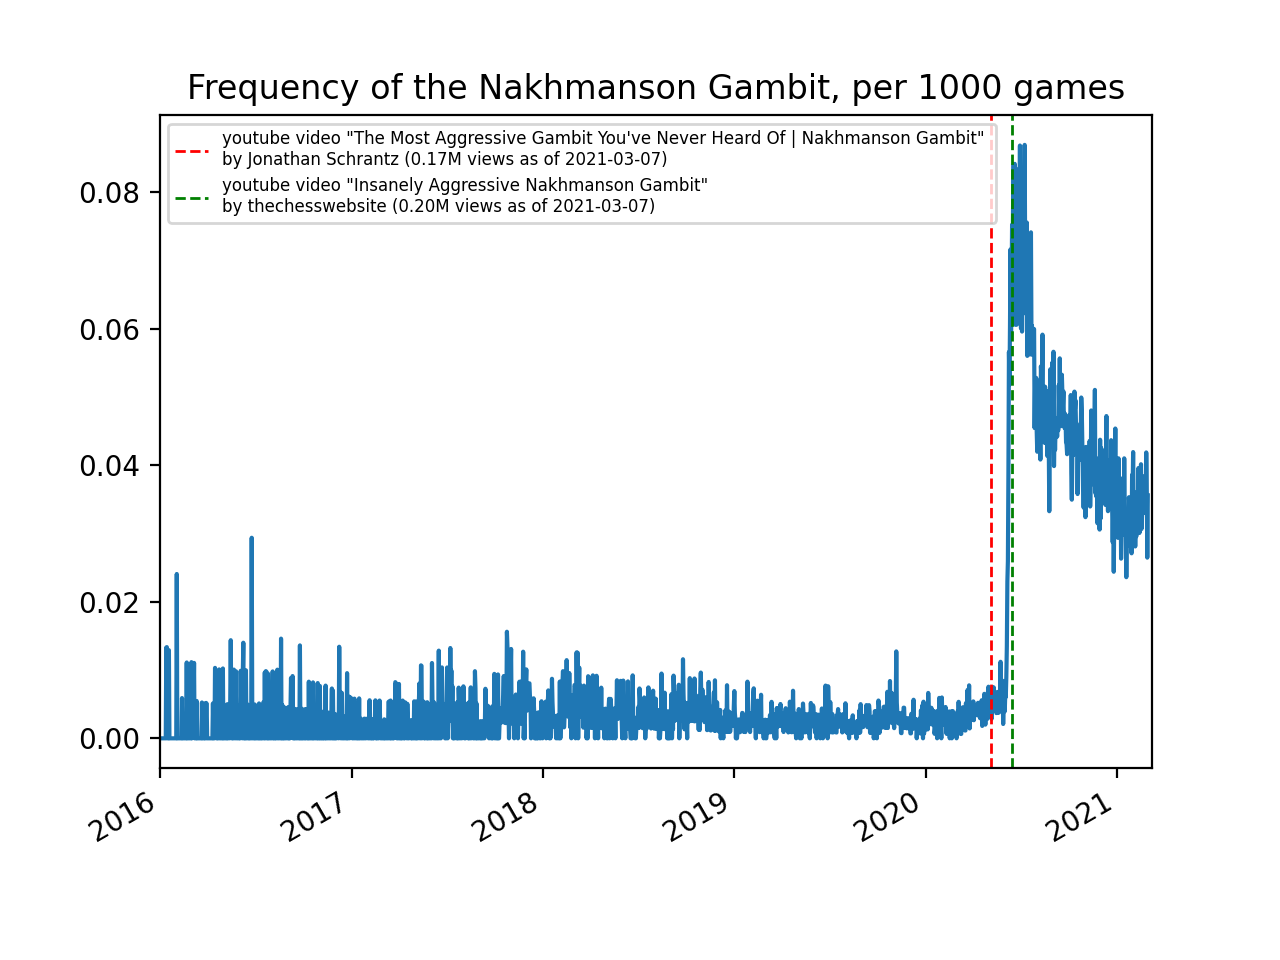 Frequency of the Nakhmanson Gambit, per 1000 games
youtube video "The Most Aggressive Gambit You've Never Heard Of | Nakhmanson Gambit"
by Jonathan Schrantz (0.17M views as of 2021-03-07)
youtube video "Insanely Aggressive Nakhmanson Gambit"
by thechesswebsite (0.20M views as of 2021-03-07)
0.08
0.06
0.04
0.02
0.00
2016
2017
2018
2019
2020
2021